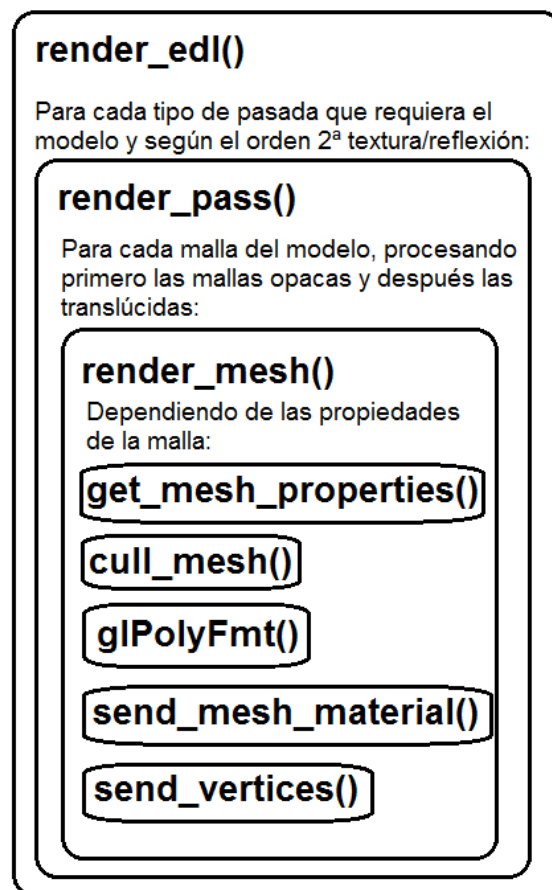 render_edl()
Para cada tipo de pasada que requiera el
modelo y según el orden 2ª textura/reflexión:
render_pass()
Para cada malla del modelo, procesando
primero las mallas opacas y después las
translúcidas:
render_mesh()
Dependiendo de las propiedades
de la malla:
get_mesh_properties()
cull_mesh()
glPolyFmt()
send_mesh_material()
send_vertices()